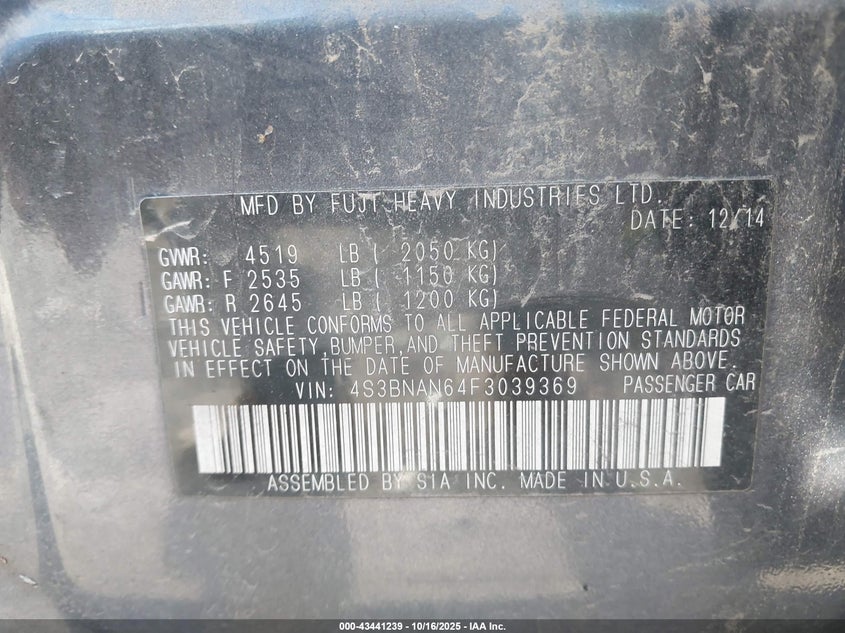 MFD BY FUJI HEAVY INDUSTRIES LTD.
DATE: 12/14
GVWR: 4519 LB ( 2050 KG)
GAWR: F 2535 LB ( 1150 KG)
GAWR: R 2645 LB ( 1200 KG)
THIS VEHICLE CONFORMS TO ALL APPLICABLE FEDERAL MOTOR
VEHICLE SAFETY,BUMPER,AND THEFT PREVENTION STANDARDS
IN EFFECT ON THE DATE OF MANUFACTURE SHOWN ABOVE.
VIN: 4S3BNAN64F3039369 PASSENGER CAR
ASSEMBLED BY SIA INC. MADE IN U.S.A.
000-43441239 - 10/16/2025 - IAA Inc.